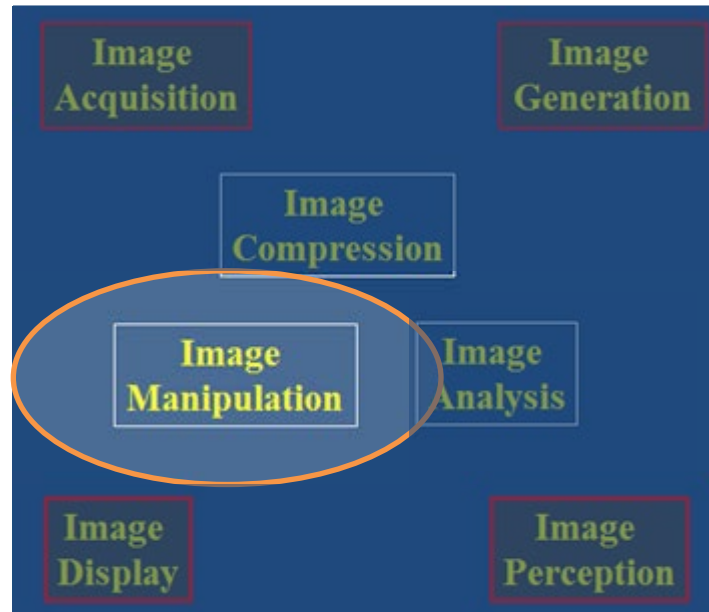 Image
Acquisition
Image
Generation
Image
Compression
Image
Manipulation
Image
Analysis
Image
Display
Image
Perception